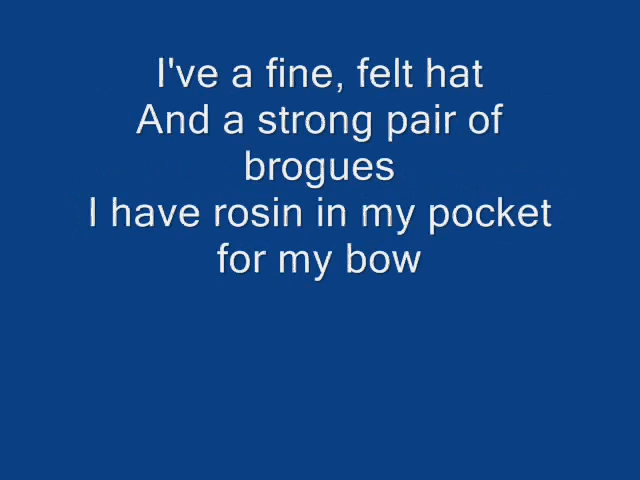 I've a fine, felt hat
And a strong pair of
brogues
I have rosin in my pocket
for my bow